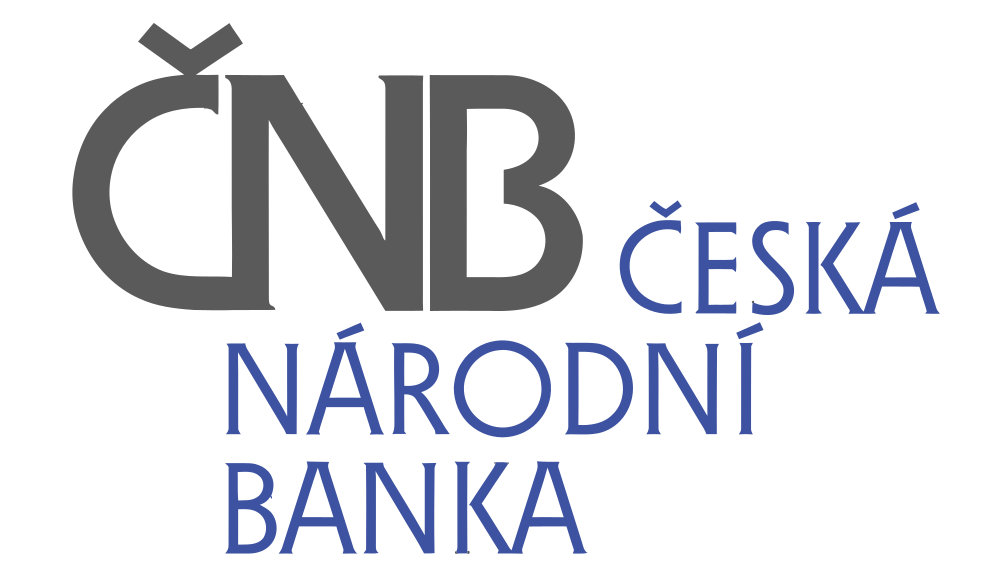 ČNB ČESKÁ
NÁRODNÍ
BANKA